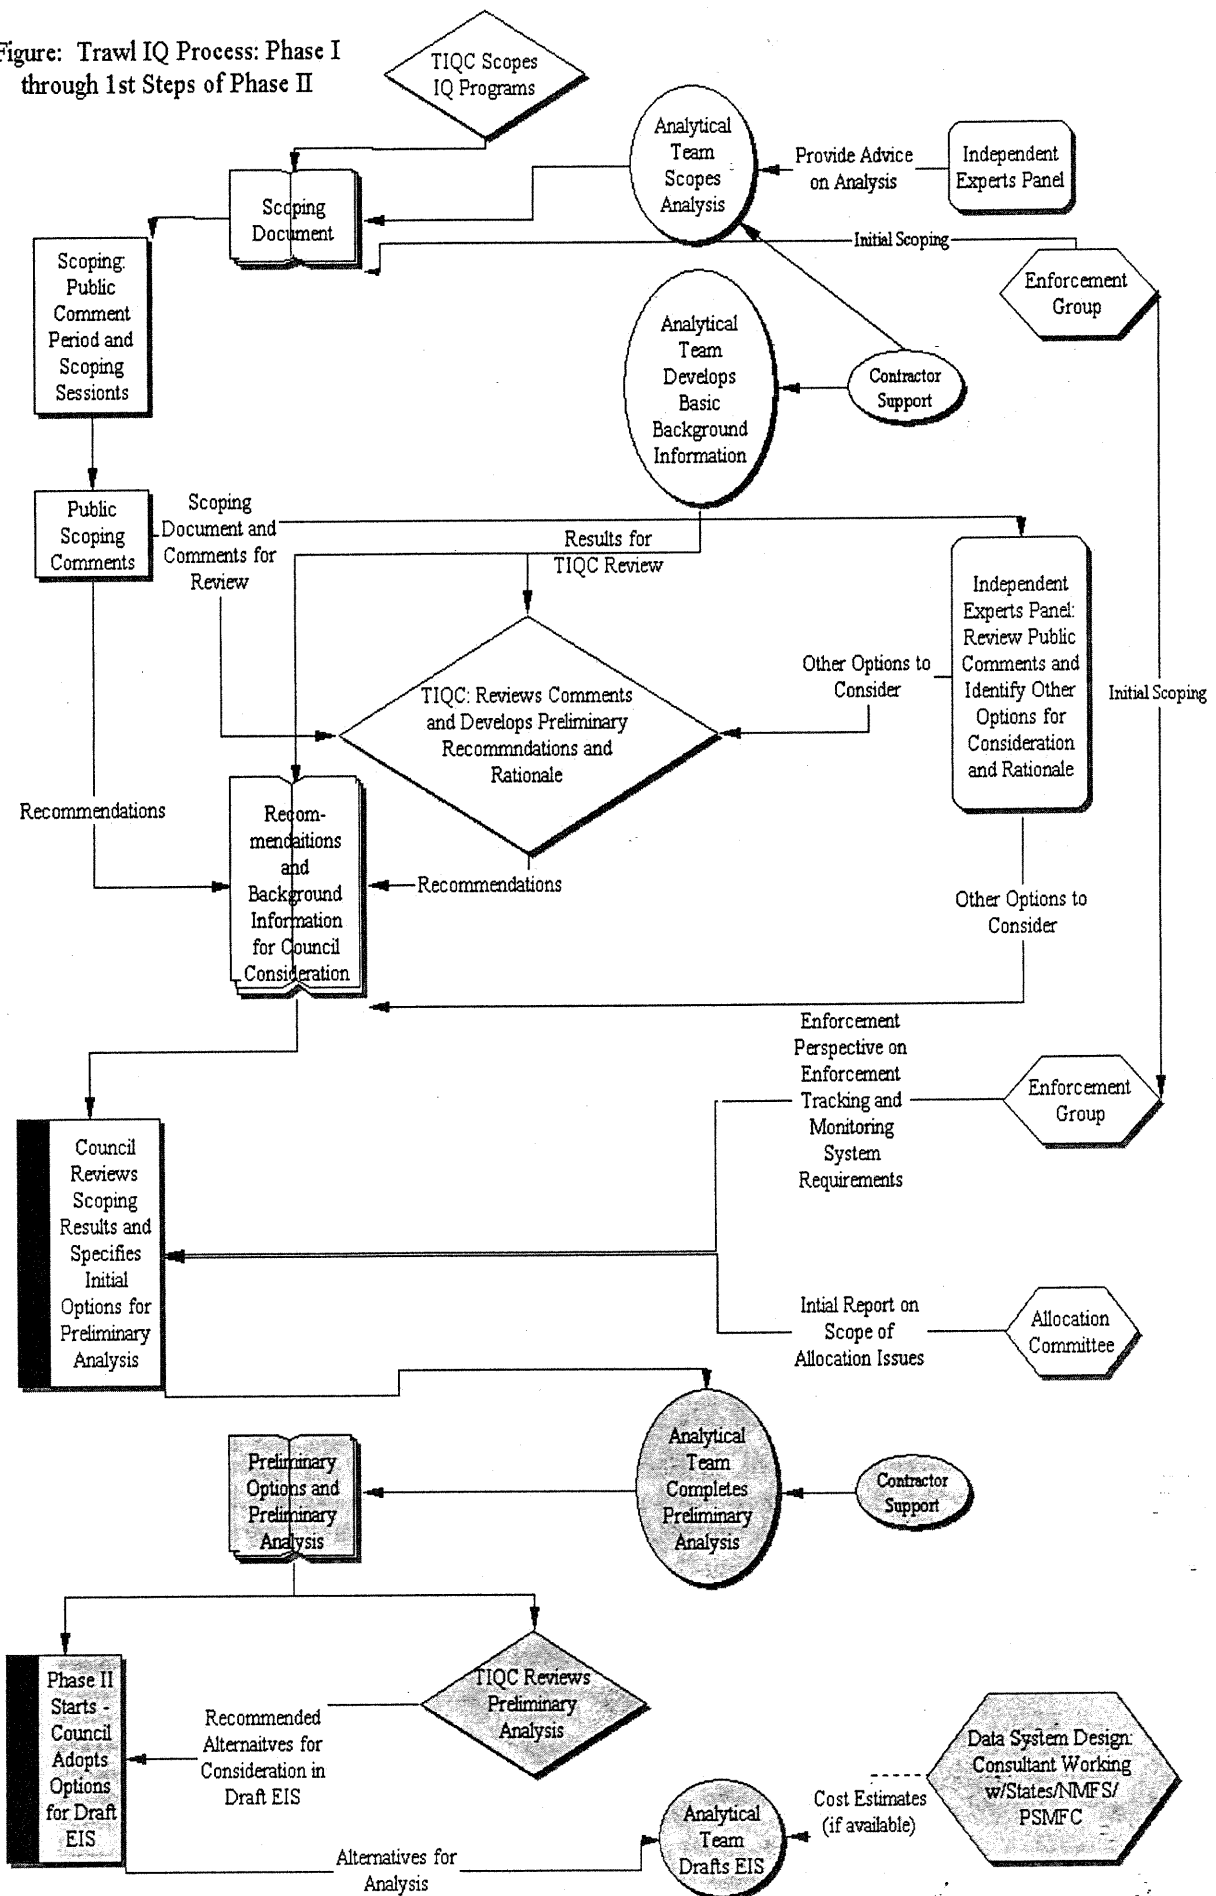 Figure: Trawl IQ Process: Phase I
through 1st Steps of Phase II
TIQC Scopes
IQ Programs
Analytical
Team
Scopes
Analysis
Provide Advice
on Analysis
Independent
Experts Panel
Scoping
Document
Initial Scoping
Enforcement
Group
Scoping:
Public
Comment
Period and
Scoping
Sessionts
Analytical
Team
Develops
Basic
Background
Information
Contractor
Support
Public
Scoping
Comments
Scoping
Document and
Comments for
Review
Results for
TIQC Review
Independent
Experts Panel:
Review Public
Comments and
Identify Other
Options for
Consideration
and Rationale
Other Options to
Consider
Initial Scoping
TIQC: Reviews Comments
and Develops Preliminary
Recommndations and
Rationale
Recommendations
Recom-
mendaitions
and
Background
Information
for Council
Consideration
Recommendations
Other Options to
Consider
Enforcement
Perspective on
Enforcement
Tracking and
Monitoring
System
Requirements
Enforcement
Group
Council
Reviews
Scoping
Results and
Specifies
Initial
Options for
Preliminary
Analysis
Intial Report on
Scope of
Allocation Issues
Allocation
Committee
Preliminary
Options and
Preliminary
Analysis
Analytical
Team
Completes
Preliminary
Analysis
Contractor
Support
Phase II
Starts -
Council
Adopts
Options
for Draft
EIS
Recommended
Alternaitves for
Consideration in
Draft EIS
TIQC Reviews
Preliminary
Analysis
Data System Design:
Consultant Working
w/States/NMFS/
PSMFC
Cost Estimates
(if available)
Analytical
Team
Drafts EIS
Alternatives for
Analysis